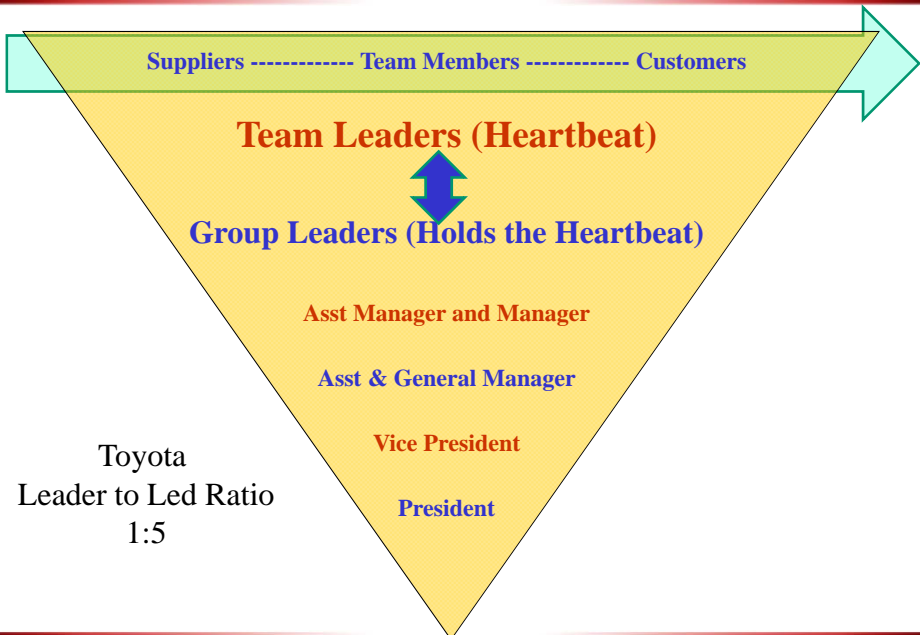 Suppliers ------------- Team Members ------------- Customers
Team Leaders (Heartbeat)
Group Leaders (Holds the Heartbeat)
Asst Manager and Manager
Asst & General Manager
Vice President
President
Toyota
Leader to Led Ratio
1:5